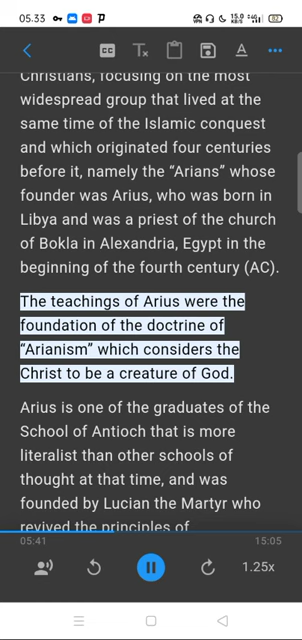 05.33
15.0
KB/S
82
CC
Christians, focusing on the most
widespread group that lived at the
same time of the Islamic conquest
and which originated four centuries
before it, namely the “Arians” whose
founder was Arius, who was born in
Libya and was a priest of the church
of Bokla in Alexandria, Egypt in the
beginning of the fourth century (AC).
The teachings of Arius were the
foundation of the doctrine of
“Arianism” which considers the
Christ to be a creature of God.
Arius is one of the graduates of the
School of Antioch that is more
literalist than other schools of
thought at that time, and was
founded by Lucian the Martyr who
revived the principles of
05:41
15:05
1.25x